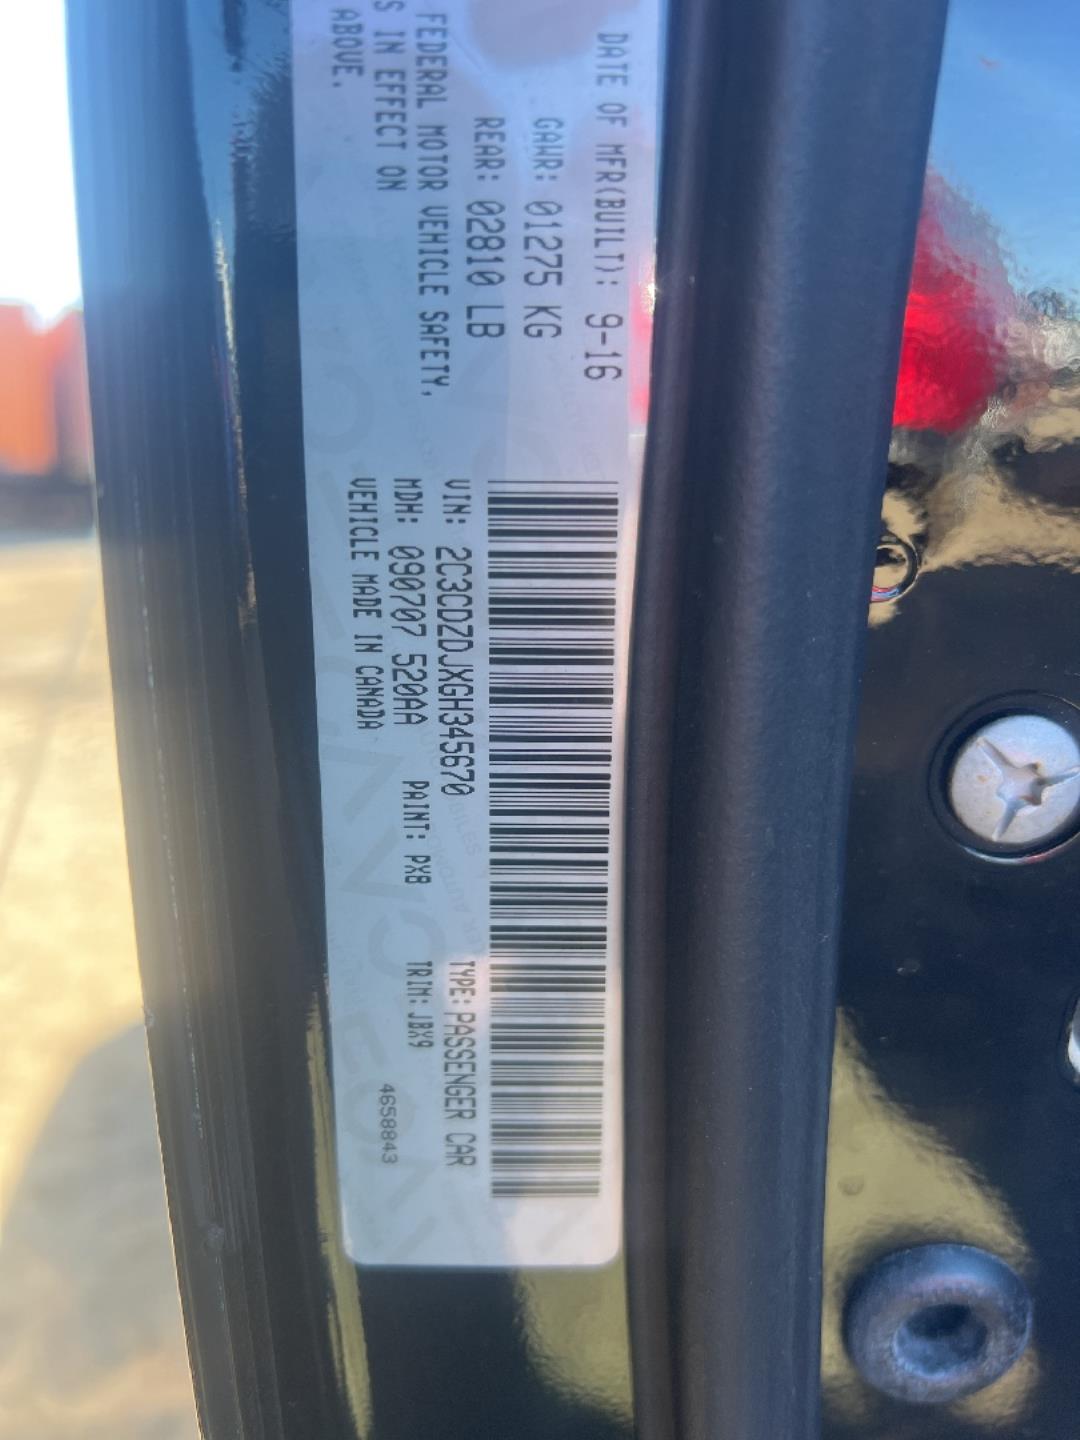 DATE OF MFR(BUILT): 9-16
GAWR: 01275 KG
REAR: 02810 LB
FEDERAL MOTOR VEHICLE SAFETY,
S IN EFFECT ON
ABOVE.
VIN: 2C3CDZDJXGH345670
TYPE: PASSENGER CAR
MDH: 090707 520AA PAINT: PX8 TRIM: JBX9
VEHICLE MADE IN CANADA
4658843